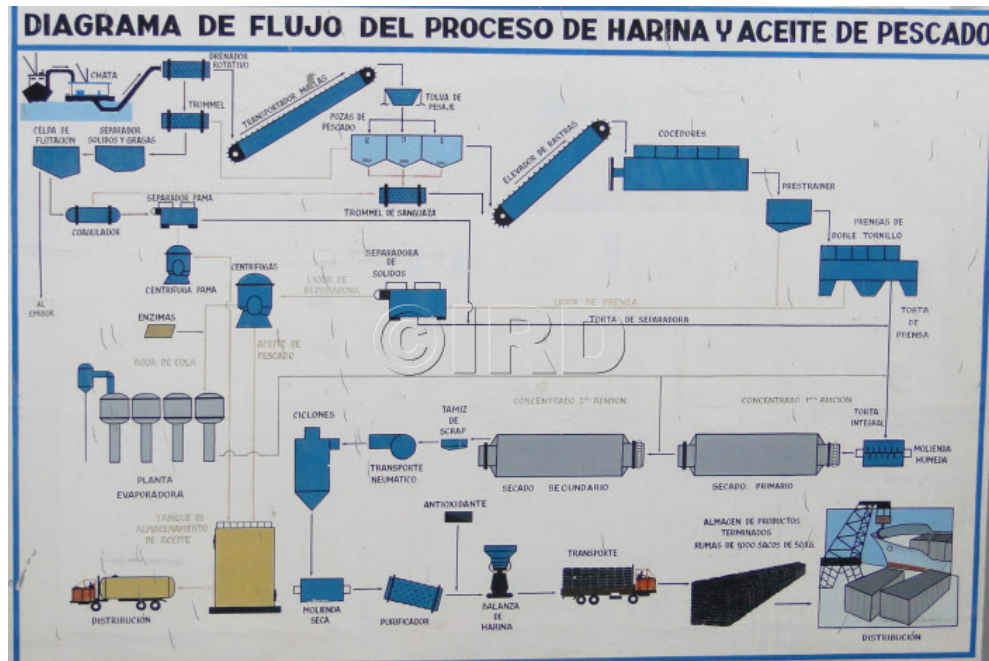 DIAGRAMA DE FLUJO DEL PROCESO DE HARINA Y ACEITE DE PESCADO
CHATA
DRENADOR
ROTATIVO
TROMMEL
CELDA DE
FLOTACION
SEPARADOR
SOLIDOS Y GRASAS
TRANSPORTADOR MALLAS
TOLVA DE
PESAJE
POZAS DE
PESCADO
ELEVADOR DE RASTRAS
COCEDORES
PRESTRAINER
PRENSAS DE
DOBLE TORNILLO
TROMMEL DE SANGUAZA
COAGULADOR
SEPARADOR PAMA
CENTRIFUGA PAMA
CENTRIFUGAS
SEPARADORA
DE
SOLIDOS
LICOR DE
SEPARADORA
LICOR DE PRENSA
TORTA DE SEPARADORA
TORTA
DE
PRENSA
AL
EMISOR
ENZIMAS
AGUA DE COLA
ACEITE DE
PESCADO
©IRD
PLANTA
EVAPORADORA
CONCENTRADO 2da ADICION
CONCENTRADO 1era ADICION
TORTA
INTEGRAL
MOLIENDA
HUMEDA
SECADO PRIMARIO
SECADO SECUNDARIO
TAMIZ
DE
SCRAP
TRANSPORTE
NEUMATICO
CICLONES
TANQUE DE
ALMACENAMIENTO
DE ACEITE
DISTRIBUCIÓN
MOLIENDA
SECA
PURIFICADOR
ANTIOXIDANTE
BALANZA
DE
HARINA
TRANSPORTE
ALMACEN DE PRODUCTOS
TERMINADOS
RUMAS DE 1000 SACOS DE 50 KG.
DISTRIBUCIÓN